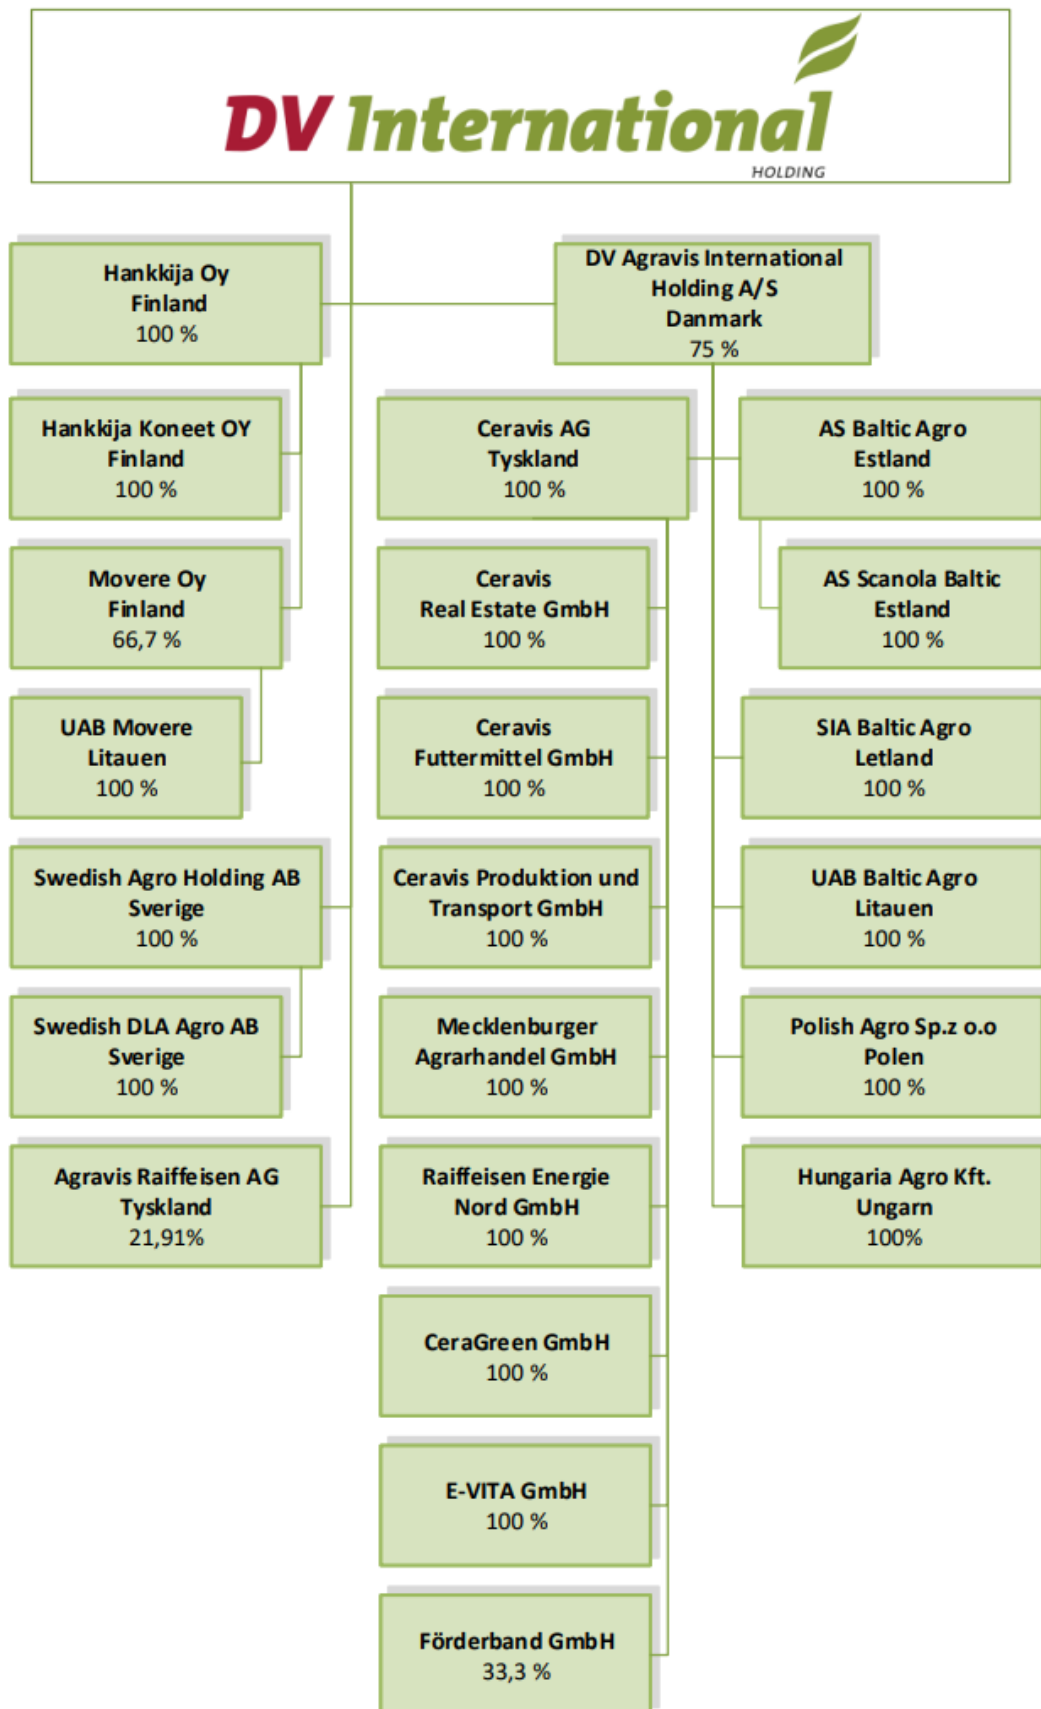 DV International
HOLDING
Hankkija Oy
Finland
100 %
DV Agravis International
Holding A/S
Danmark
75 %
Hankkija Koneet OY
Finland
100 %
Ceravis AG
Tyskland
100 %
AS Baltic Agro
Estland
100 %
Movere Oy
Finland
66,7 %
Ceravis
Real Estate GmbH
100 %
AS Scanola Baltic
Estland
100 %
UAB Movere
Litauen
100 %
Ceravis
Futtermittel GmbH
100 %
SIA Baltic Agro
Letland
100 %
Swedish Agro Holding AB
Sverige
100 %
Ceravis Produktion und
Transport GmbH
100 %
UAB Baltic Agro
Litauen
100 %
Swedish DLA Agro AB
Sverige
100 %
Mecklenburger
Agrarhandel GmbH
100 %
Polish Agro Sp.z o.o
Polen
100 %
Agravis Raiffeisen AG
Tyskland
21,91%
Raiffeisen Energie
Nord GmbH
100 %
Hungaria Agro Kft.
Ungarn
100%
CeraGreen GmbH
100 %
E-VITA GmbH
100 %
Förderband GmbH
33,3 %